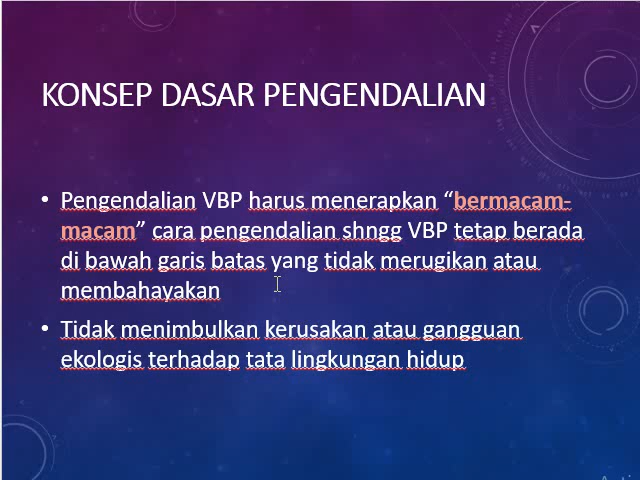 KONSEP DASAR PENGENDALIAN
• Pengendalian VBP harus menerapkan “bermacam-
macam” cara pengendalian shngg VBP tetap berada
di bawah garis batas yang tidak merugikan atau
membahayakan
• Tidak menimbulkan kerusakan atau gangguan
ekologis terhadap tata lingkungan hidup